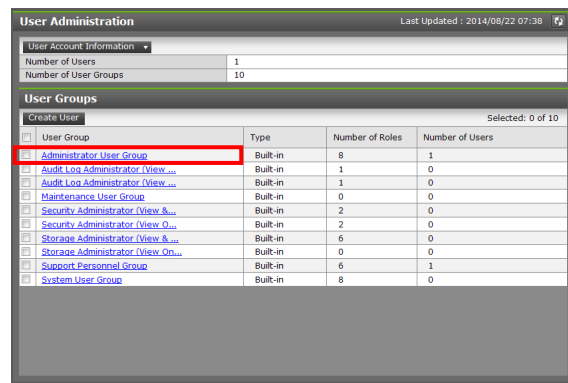 User Administration Last Updated : 2014/08/22 07:38
User Account Information
Number of Users 1
Number of User Groups 10
User Groups
Create User Selected: 0 of 10
User Group Type Number of Roles Number of Users
Administrator User Group Built-in 8 1
Audit Log Administrator (View ... Built-in 1 0
Audit Log Administrator (View ... Built-in 1 0
Maintenance User Group Built-in 0 0
Security Administrator (View &... Built-in 2 0
Security Administrator (View O... Built-in 2 0
Storage Administrator (View & ... Built-in 6 0
Storage Administrator (View On... Built-in 0 0
Support Personnel Group Built-in 6 1
System User Group Built-in 8 0